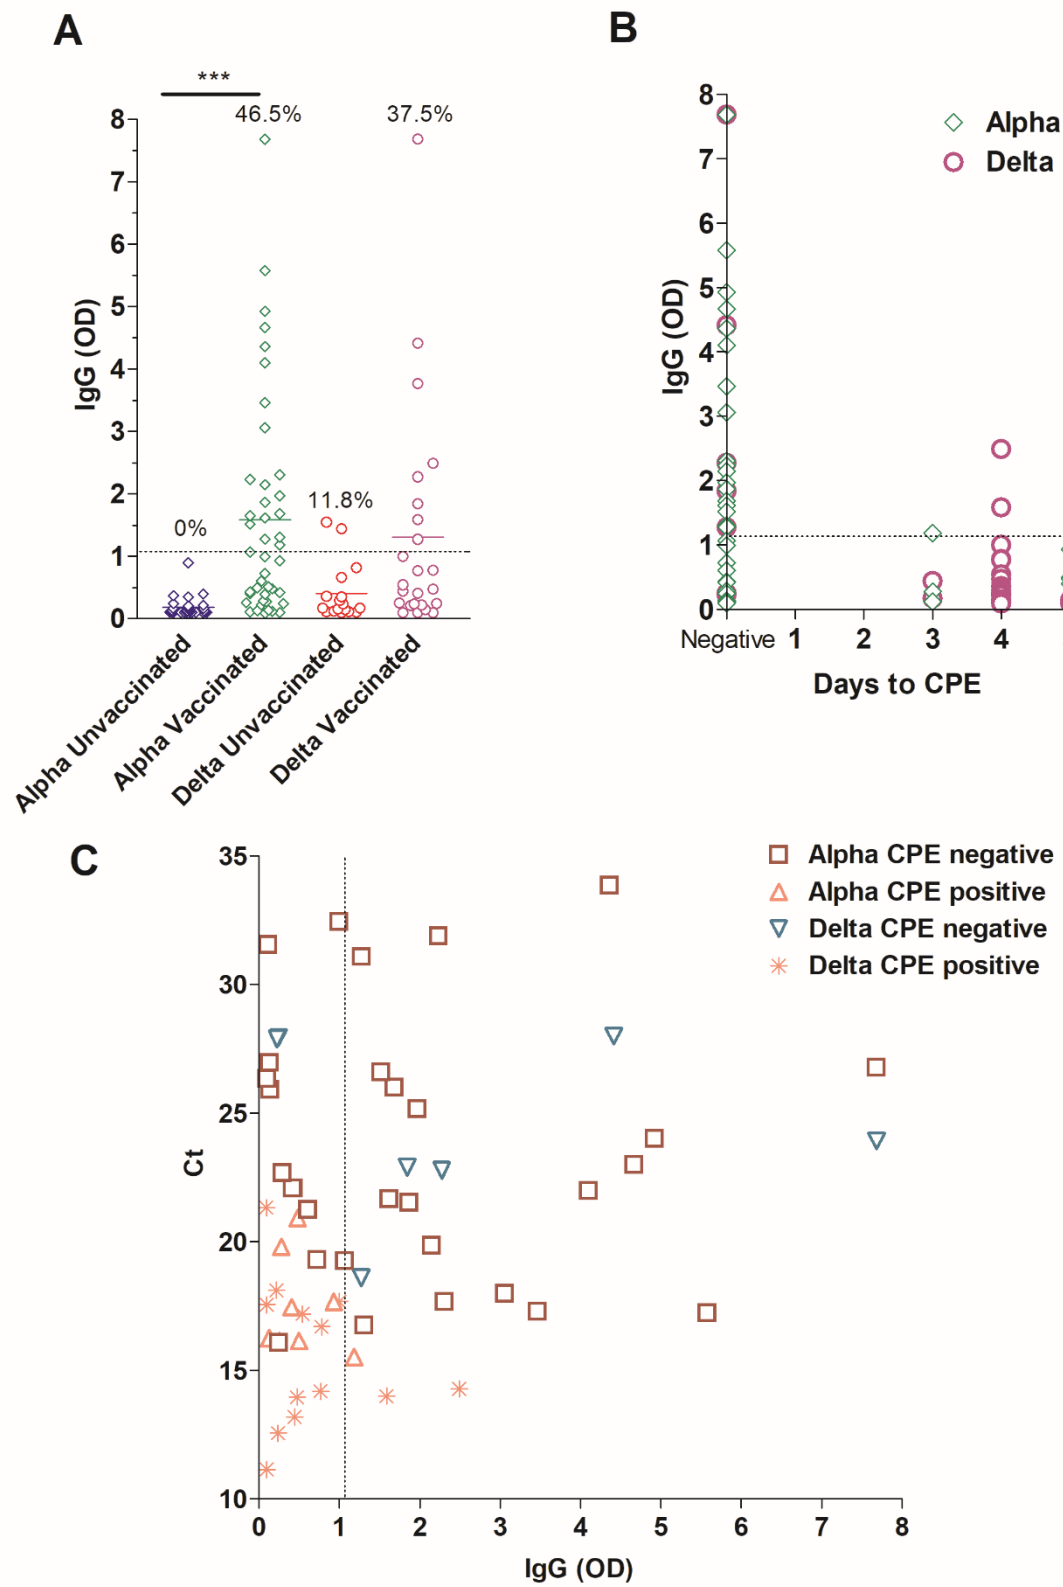 A
***
46.5%
37.5%
11.8%
0%
8
7
6
5
4
3
2
1
0
IgG (OD)
Alpha Unvaccinated
Alpha Vaccinated
Delta Unvaccinated
Delta Vaccinated
B
Alpha
Delta
8
7
6
5
4
3
2
1
0
IgG (OD)
Negative 1 2 3 4
Days to CPE
C
Alpha CPE negative
Alpha CPE positive
Delta CPE negative
Delta CPE positive
35
30
25
20
15
10
Ct
0 1 2 3 4 5 6 7 8
IgG (OD)